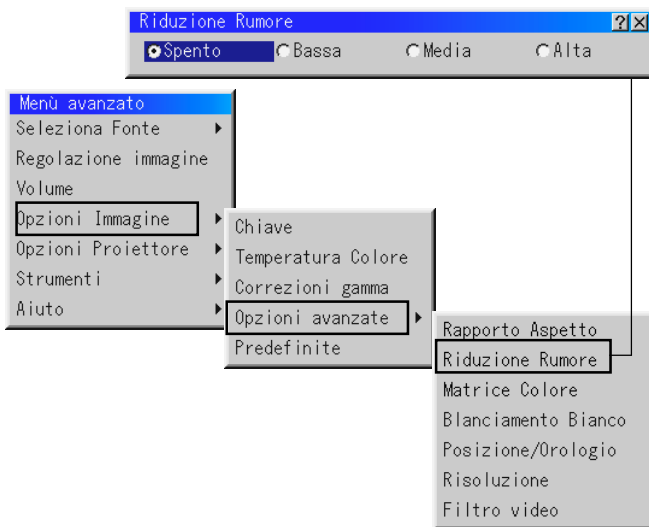 Riduzione Rumore
Spento Bassa Media Alta
Menù avanzato
Seleziona Fonte
Regolazione immagine
Volume
Opzioni Immagine
Opzioni Proiettore
Strumenti
Aiuto
Chiave
Temperatura Colore
Correzioni gamma
Opzioni avanzate
Predefinite
Rapporto Aspetto
Riduzione Rumore
Matrice Colore
Blanciamento Bianco
Posizione/Orologio
Risoluzione
Filtro video